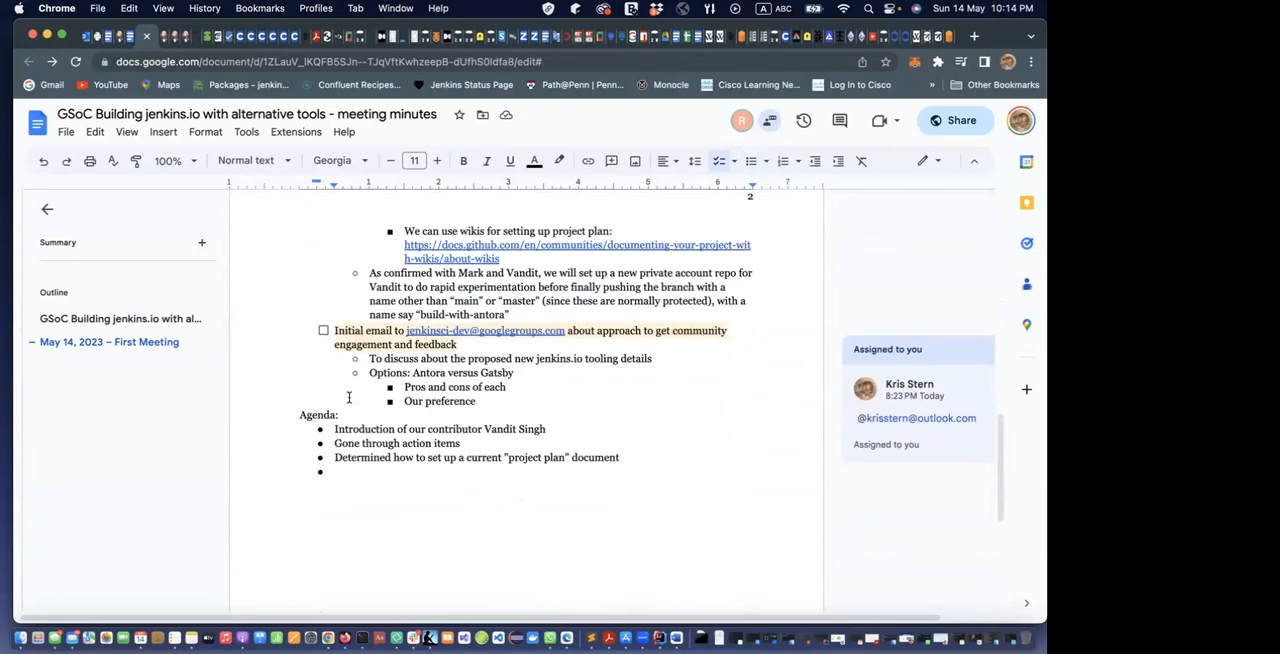 Chrome File Edit View History Bookmarks Profiles Tab Window Help A ABC Sun 14 May 10:14 PM
docs.google.com/document/d/1ZLauV_IKQFB5SJn--TJqVftKwhzeepB-dUfhS0Idfa8/edit#
Gmail YouTube Maps Packages - jenkin... Confluent Recipes... Jenkins Status Page Path@Penn | Penn... Monocle Cisco Learning Ne... Log In to Cisco » Other Bookmarks
GSoC Building jenkins.io with alternative tools - meeting minutes
R Share
File Edit View Insert Format Tools Extensions Help
100% Normal text Georgia − 11 + B I U A
1 1 2 3 4 5 6 7
2
Summary +
Outline
GSoC Building jenkins.io with al...
May 14, 2023 – First Meeting
■ We can use wikis for setting up project plan:
https://docs.github.com/en/communities/documenting-your-project-wit
h-wikis/about-wikis
○ As confirmed with Mark and Vandit, we will set up a new private account repo for
Vandit to do rapid experimentation before finally pushing the branch with a
name other than “main” or “master” (since these are normally protected), with a
name say “build-with-antora”
Initial email to jenkinsci-dev@googlegroups.com about approach to get community
engagement and feedback
○ To discuss about the proposed new jenkins.io tooling details
○ Options: Antora versus Gatsby
■ Pros and cons of each
■ Our preference
Agenda:
● Introduction of our contributor Vandit Singh
● Gone through action items
● Determined how to set up a current "project plan" document
●
Assigned to you
Kris Stern
8:23 PM Today
@krisstern@outlook.com
Assigned to you